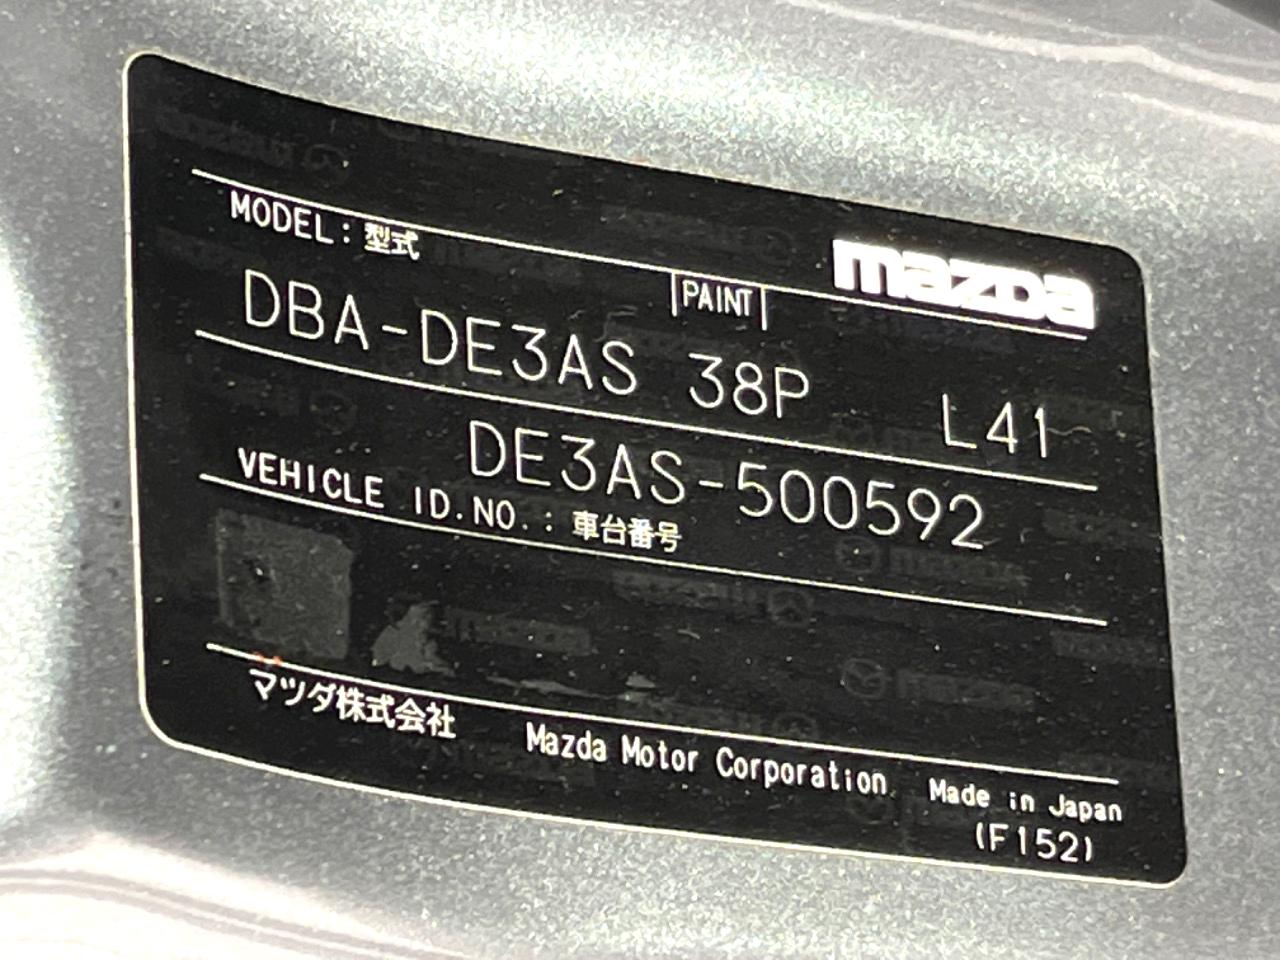 mazda
MODEL : 型式
PAINT
DBA-DE3AS 38P L41
DE3AS-500592
VEHICLE ID.NO. : 車台番号
マツダ株式会社 Mazda Motor Corporation Made in Japan
(F152)